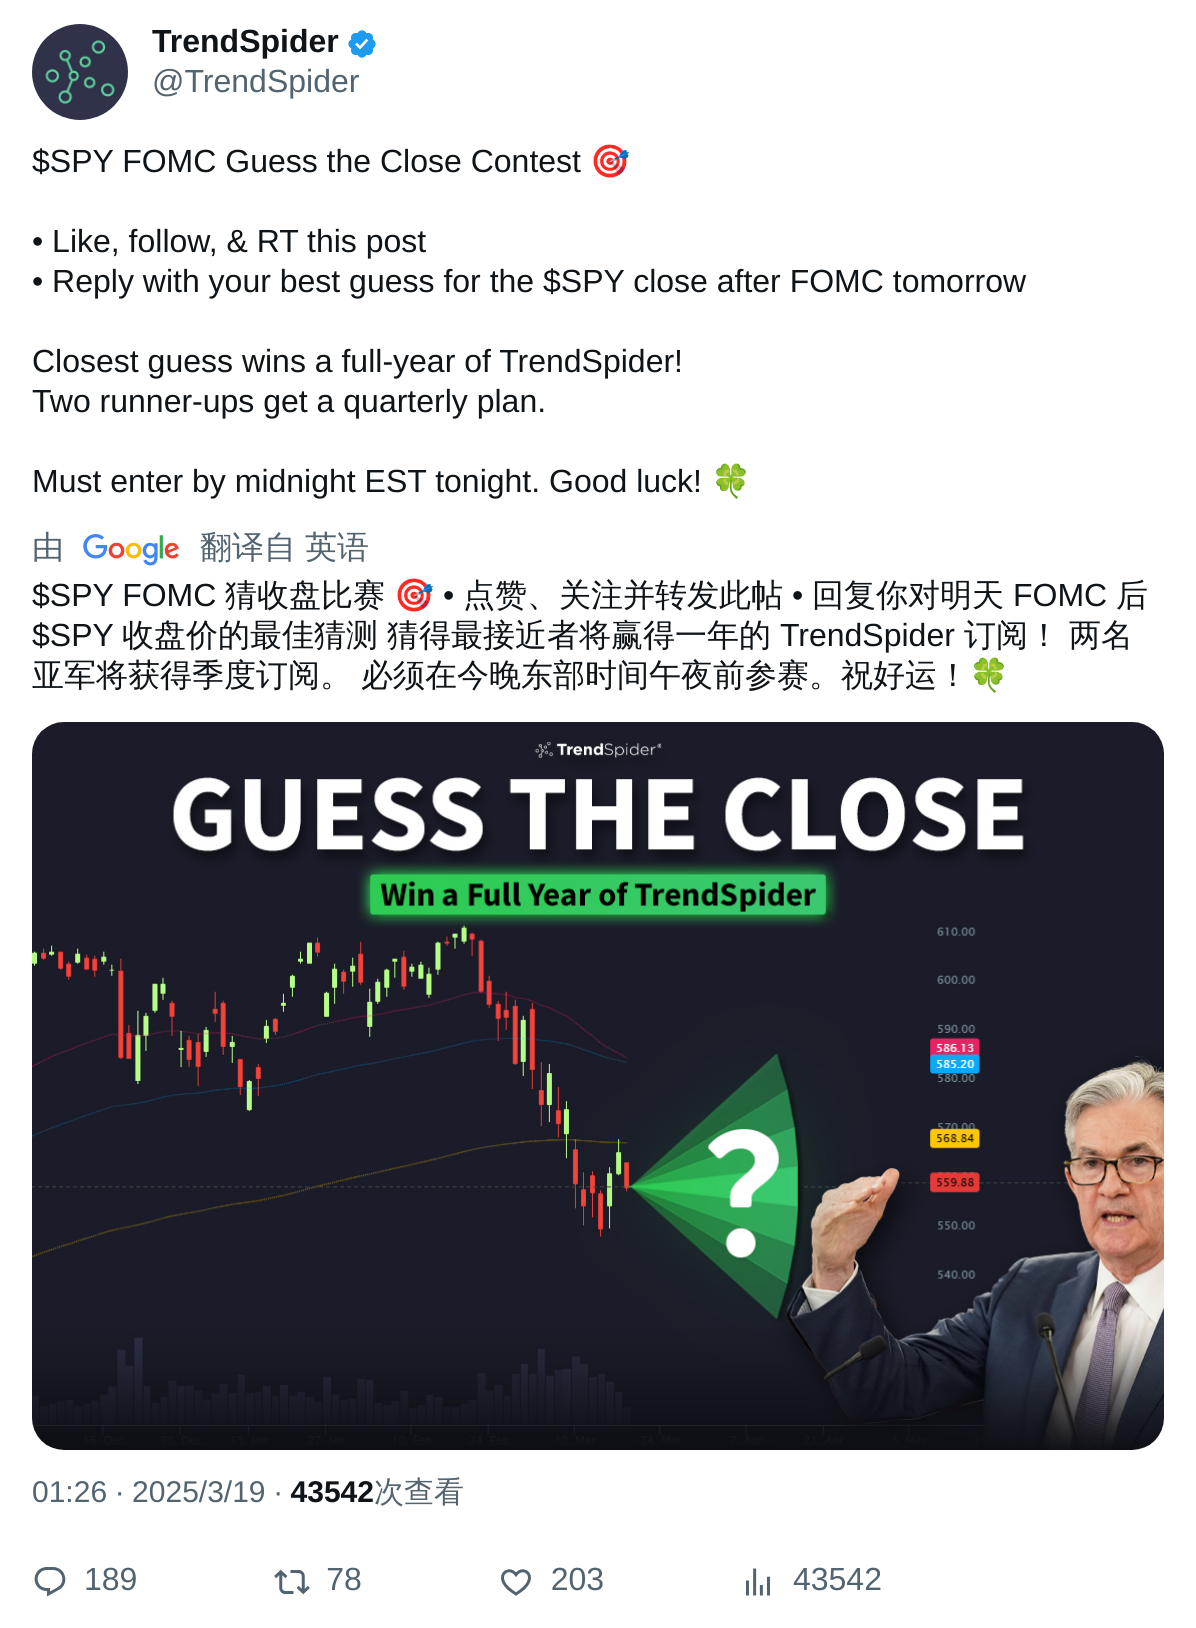 TrendSpider
@TrendSpider
$SPY FOMC Guess the Close Contest 🎯
• Like, follow, & RT this post
• Reply with your best guess for the $SPY close after FOMC tomorrow
Closest guess wins a full-year of TrendSpider!
Two runner-ups get a quarterly plan.
Must enter by midnight EST tonight. Good luck! 🍀
由 Google 翻译自 英语
$SPY FOMC 猜收盘比赛 🎯 • 点赞、关注并转发此帖 • 回复你对明天 FOMC 后
$SPY 收盘价的最佳猜测 猜得最接近者将赢得一年的 TrendSpider 订阅！ 两名
亚军将获得季度订阅。 必须在今晚东部时间午夜前参赛。祝好运！🍀
TrendSpider
GUESS THE CLOSE
Win a Full Year of TrendSpider
610.00
600.00
590.00
586.13
585.20
580.00
570.00
568.84
559.88
550.00
540.00
?
01:26 · 2025/3/19 · 43542次查看
189 78 203 43542